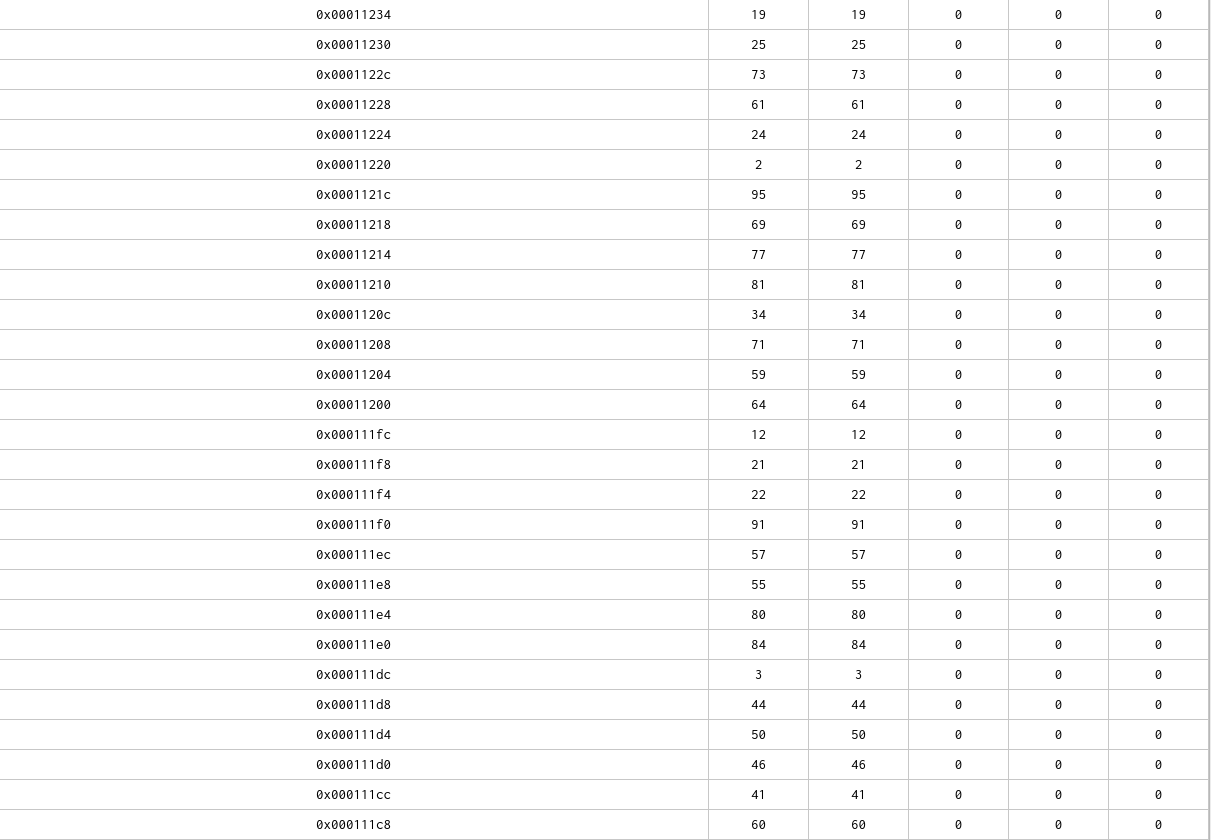 0x00011234 19 19 0 0 0
0x00011230 25 25 0 0 0
0x0001122c 73 73 0 0 0
0x00011228 61 61 0 0 0
0x00011224 24 24 0 0 0
0x00011220 2 2 0 0 0
0x0001121c 95 95 0 0 0
0x00011218 69 69 0 0 0
0x00011214 77 77 0 0 0
0x00011210 81 81 0 0 0
0x0001120c 34 34 0 0 0
0x00011208 71 71 0 0 0
0x00011204 59 59 0 0 0
0x00011200 64 64 0 0 0
0x000111fc 12 12 0 0 0
0x000111f8 21 21 0 0 0
0x000111f4 22 22 0 0 0
0x000111f0 91 91 0 0 0
0x000111ec 57 57 0 0 0
0x000111e8 55 55 0 0 0
0x000111e4 80 80 0 0 0
0x000111e0 84 84 0 0 0
0x000111dc 3 3 0 0 0
0x000111d8 44 44 0 0 0
0x000111d4 50 50 0 0 0
0x000111d0 46 46 0 0 0
0x000111cc 41 41 0 0 0
0x000111c8 60 60 0 0 0